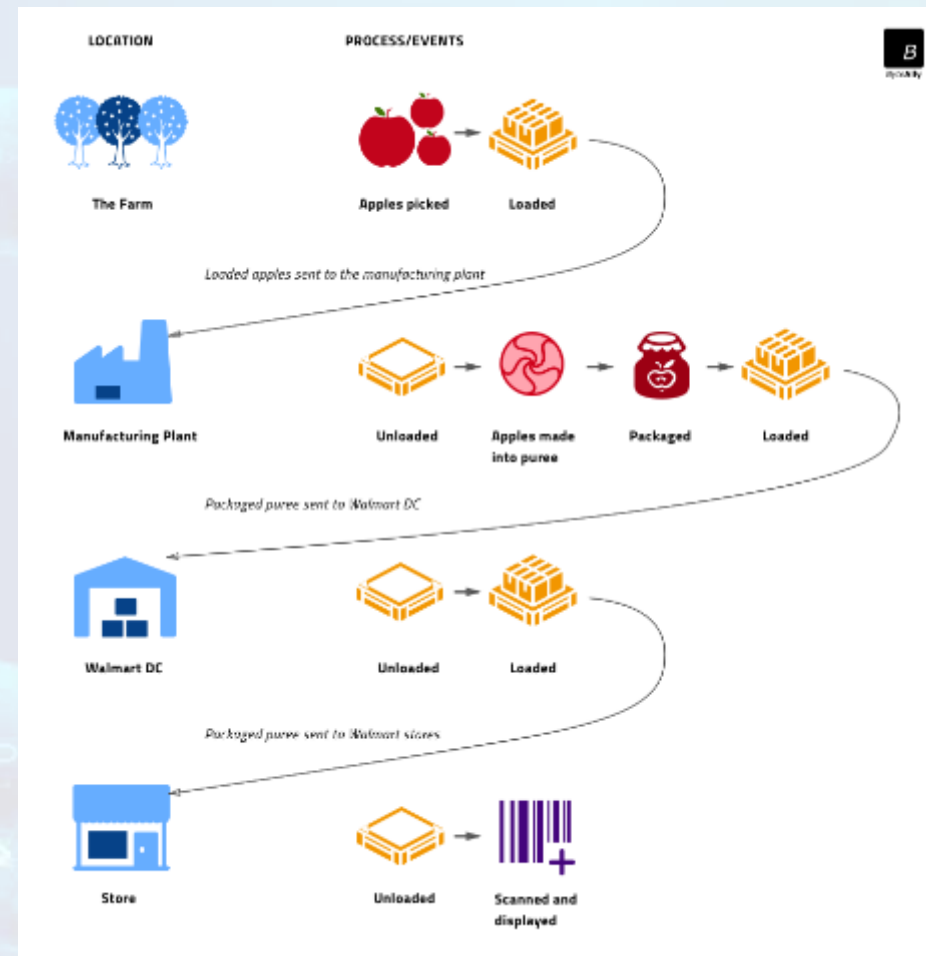 LOCATION
PROCESS/EVENTS
B
The Farm
Apples picked
Loaded
Loaded apples sent to the manufacturing plant
Manufacturing Plant
Unloaded
Apples made
into puree
Packaged
Loaded
Packaged puree sent to Walmart DC
Walmart DC
Unloaded
Loaded
Packaged puree sent to Walmart stores
Store
Unloaded
Scanned and
displayed